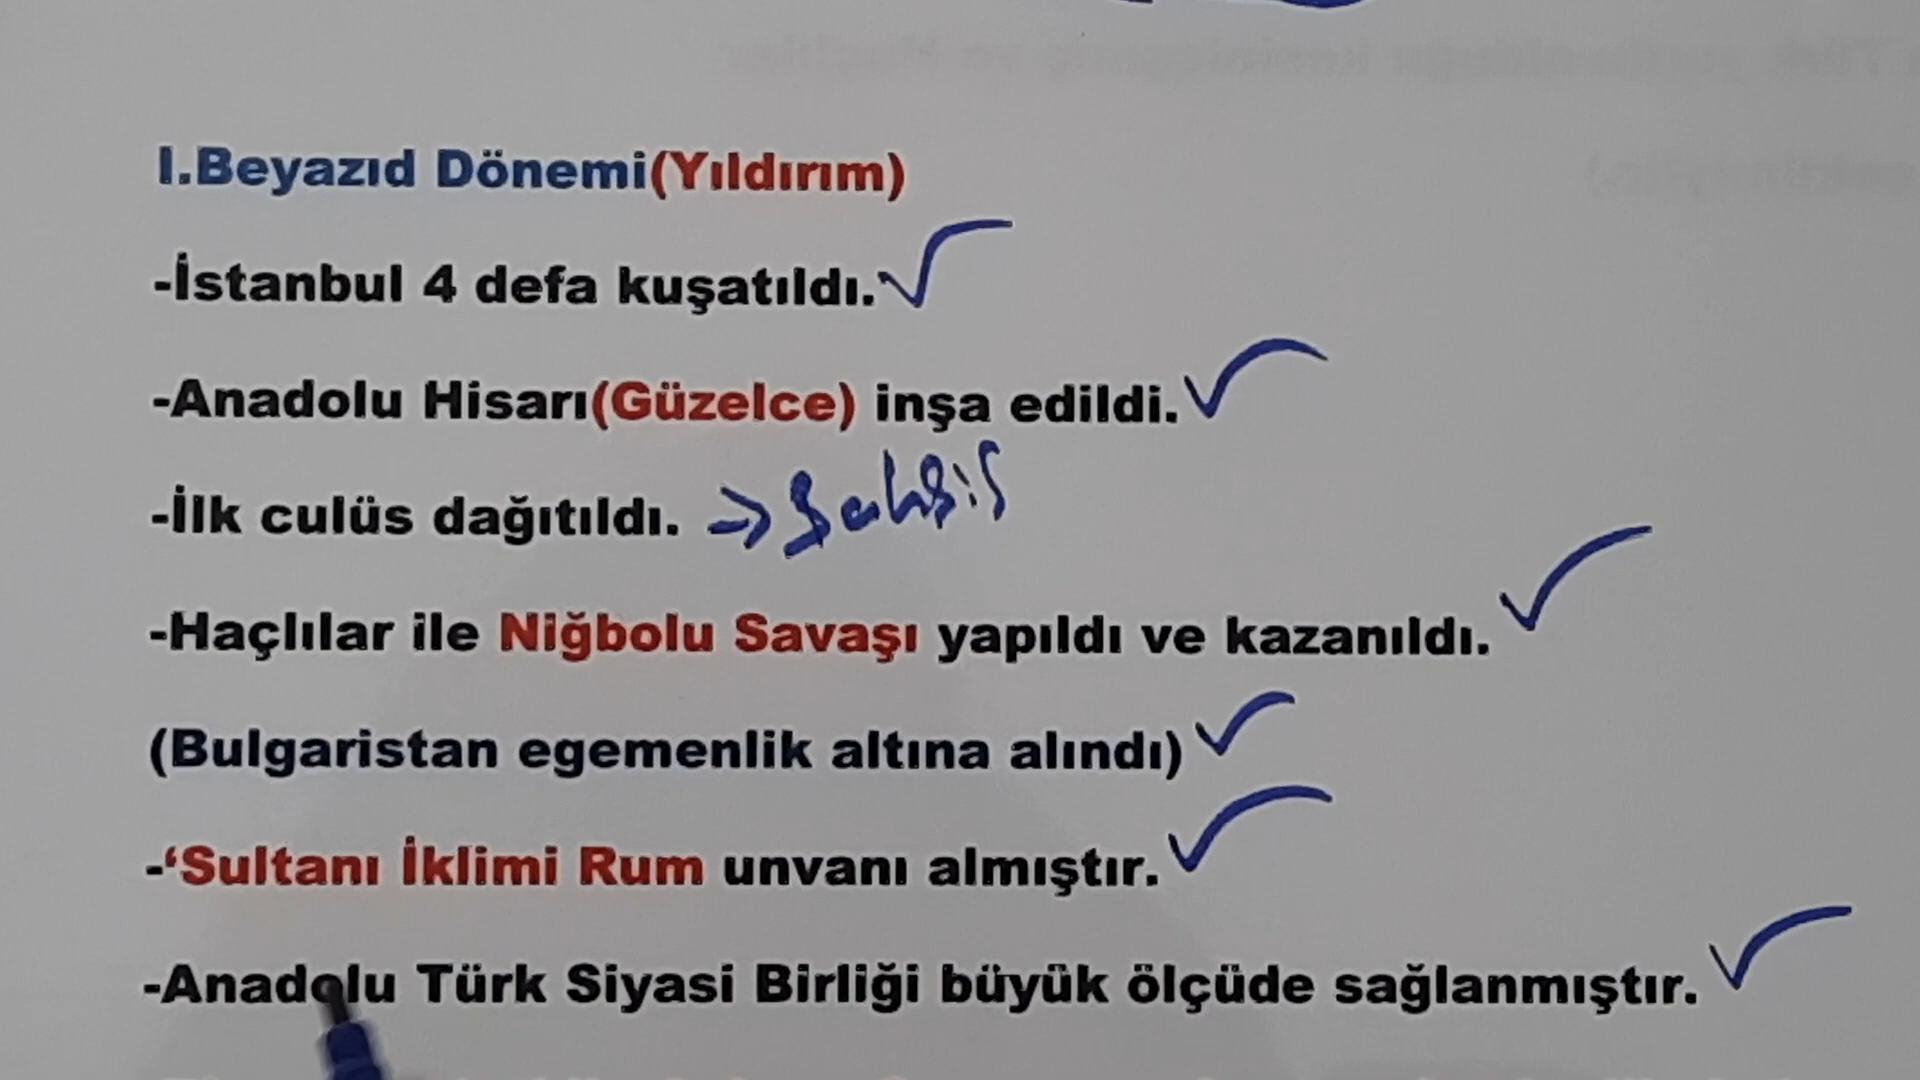 I.Beyazıd Dönemi(Yıldırım)
-İstanbul 4 defa kuşatıldı.
-Anadolu Hisarı(Güzelce) inşa edildi.
-İlk culüs dağıtıldı.
-Haçlılar ile Niğbolu Savaşı yapıldı ve kazanıldı.
(Bulgaristan egemenlik altına alındı)
-‘Sultanı İklimi Rum unvanı almıştır.
-Anadolu Türk Siyasi Birliği büyük ölçüde sağlanmıştır.